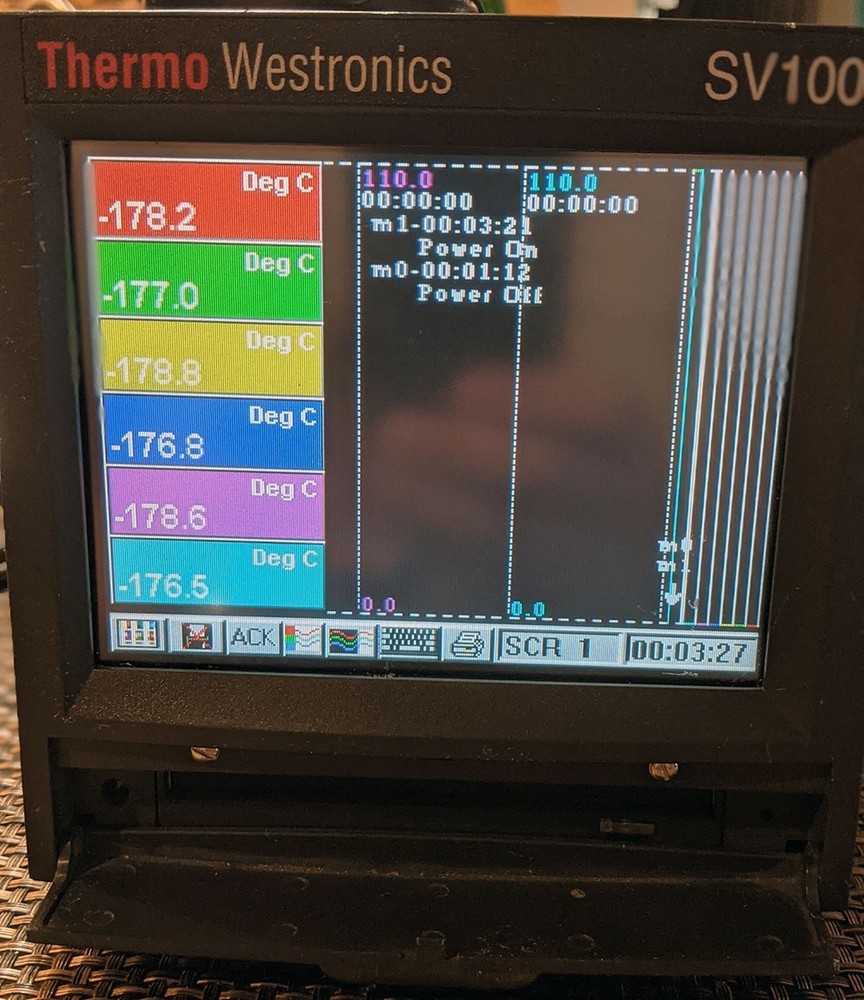 Thermo Westronics
SV100
Deg C
-178.2
Deg C
-177.0
Deg C
-178.8
Deg C
-176.8
Deg C
-178.6
Deg C
-176.5
110.0
00:00:00
110.0
00:00:00
m1-00:03:21
Power On
m0-00:01:12
Power Off
m0
m1
0.0
0.0
ACK
SCR 1
00:03:27